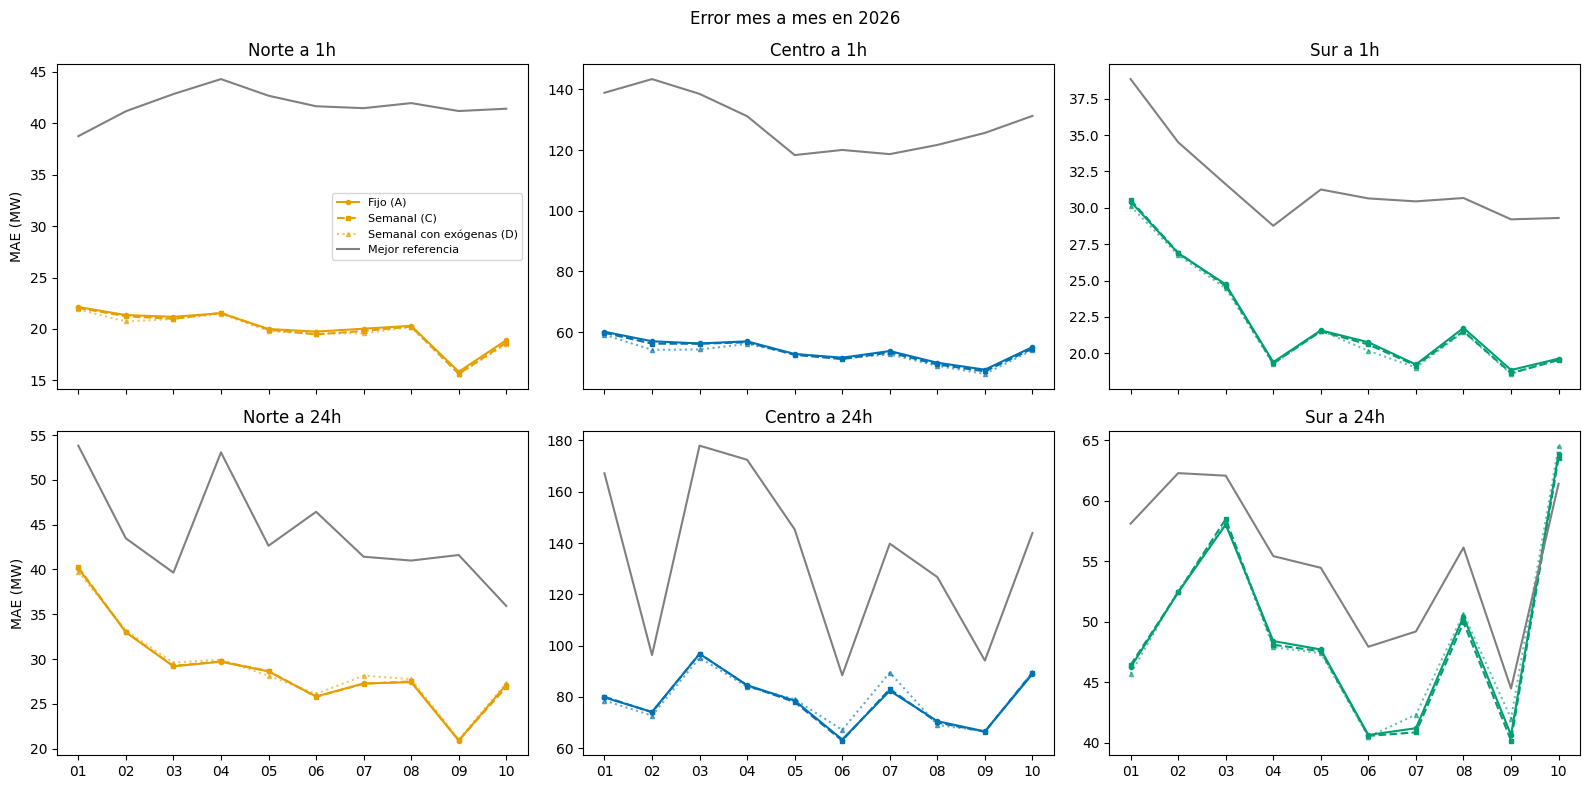 Error mes a mes en 2026
Norte a 1h
Centro a 1h
Sur a 1h
MAE (MW)
45
40
35
30
25
20
15
Fijo (A)
Semanal (C)
Semanal con exógenas (D)
Mejor referencia
140
120
100
80
60
37.5
35.0
32.5
30.0
27.5
25.0
22.5
20.0
Norte a 24h
Centro a 24h
Sur a 24h
MAE (MW)
55
50
45
40
35
30
25
20
01 02 03 04 05 06 07 08 09 10
180
160
140
120
100
80
60
01 02 03 04 05 06 07 08 09 10
65
60
55
50
45
40
01 02 03 04 05 06 07 08 09 10